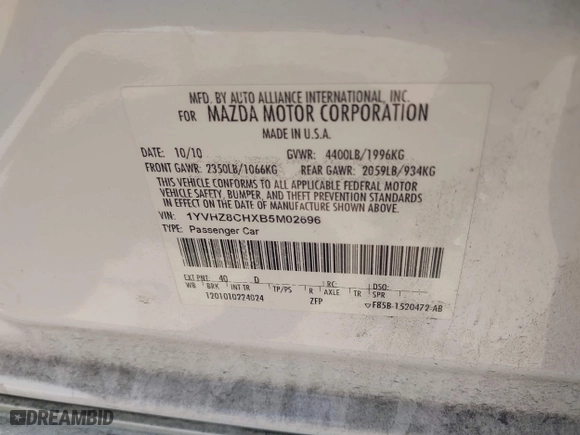 MFD. BY AUTO ALLIANCE INTERNATIONAL, INC.
FOR MAZDA MOTOR CORPORATION
MADE IN U.S.A.
DATE: 10/10 GVWR: 4400LB/1996KG
FRONT GAWR: 2350LB/1066KG REAR GAWR: 2059LB/934KG
THIS VEHICLE CONFORMS TO ALL APPLICABLE FEDERAL MOTOR
VEHICLE SAFETY, BUMPER, AND THEFT PREVENTION STANDARDS
IN EFFECT ON THE DATE OF MANUFACTURE SHOWN ABOVE.
VIN: 1YVHZ8CHXB5M02696
TYPE: Passenger Car
EXT PNT: 40 D RC: DSO:
WB BRK INT TR TP/PS R AXLE TR SPR
1201010224024 ZFP F85B-1520472-AB
DREAMBID